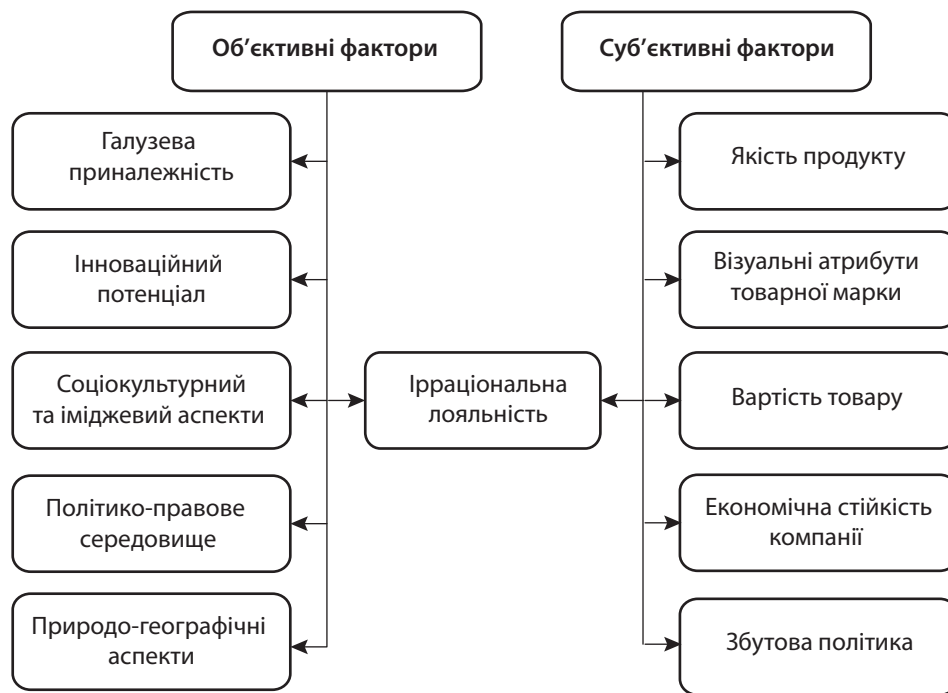 Об’єктивні фактори
Суб’єктивні фактори
Галузева
приналежність
Якість продукту
Інноваційний
потенціал
Візуальні атрибути
товарної марки
Соціокультурний
та іміджевий аспекти
Ірраціональна
лояльність
Вартість товару
Політико-правове
середовище
Економічна стійкість
компанії
Природо-географічні
аспекти
Збутова політика